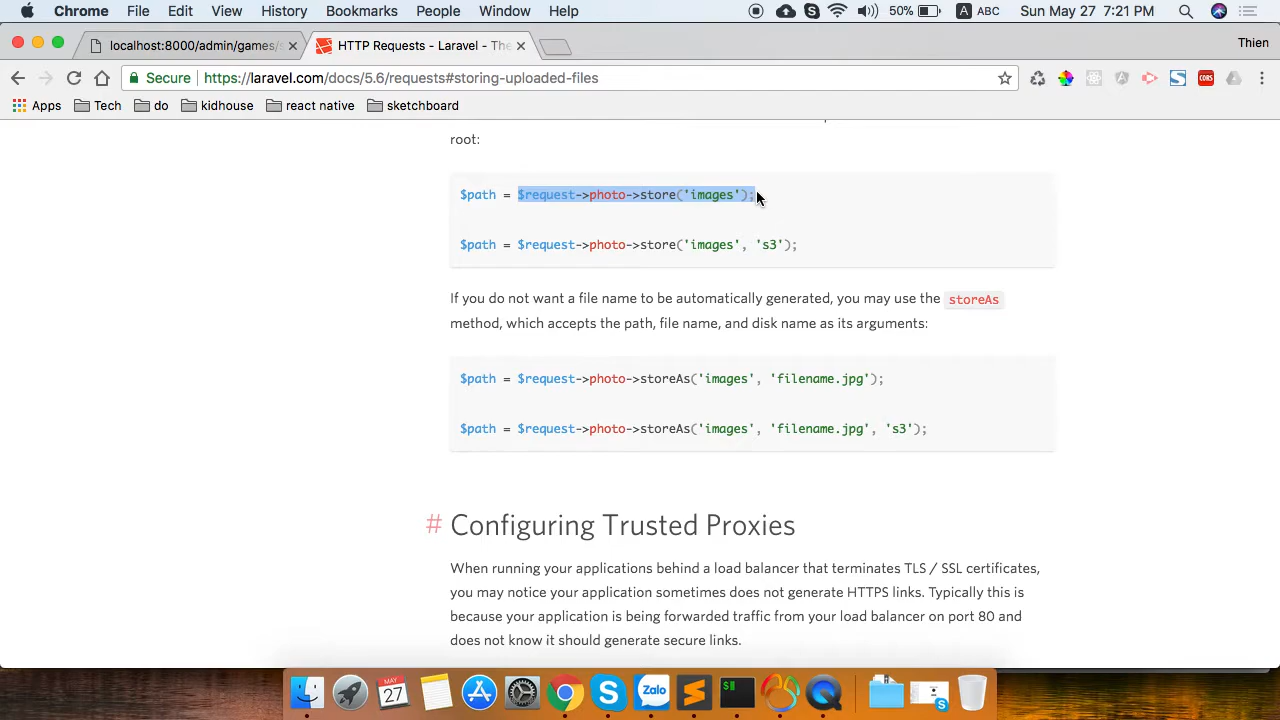 Chrome File Edit View History Bookmarks People Window Help 50% A ABC Sun May 27 7:21 PM
localhost:8000/admin/games/s HTTP Requests - Laravel - The Thien
Secure https://laravel.com/docs/5.6/requests#storing-uploaded-files CORS
Apps Tech do kidhouse react native sketchboard
root:
$path = $request->photo->store('images');
$path = $request->photo->store('images', 's3');
If you do not want a file name to be automatically generated, you may use the storeAs
method, which accepts the path, file name, and disk name as its arguments:
$path = $request->photo->storeAs('images', 'filename.jpg');
$path = $request->photo->storeAs('images', 'filename.jpg', 's3');
# Configuring Trusted Proxies
When running your applications behind a load balancer that terminates TLS / SSL certificates,
you may notice your application sometimes does not generate HTTPS links. Typically this is
because your application is being forwarded traffic from your load balancer on port 80 and
does not know it should generate secure links.
MAY
27
Zalo